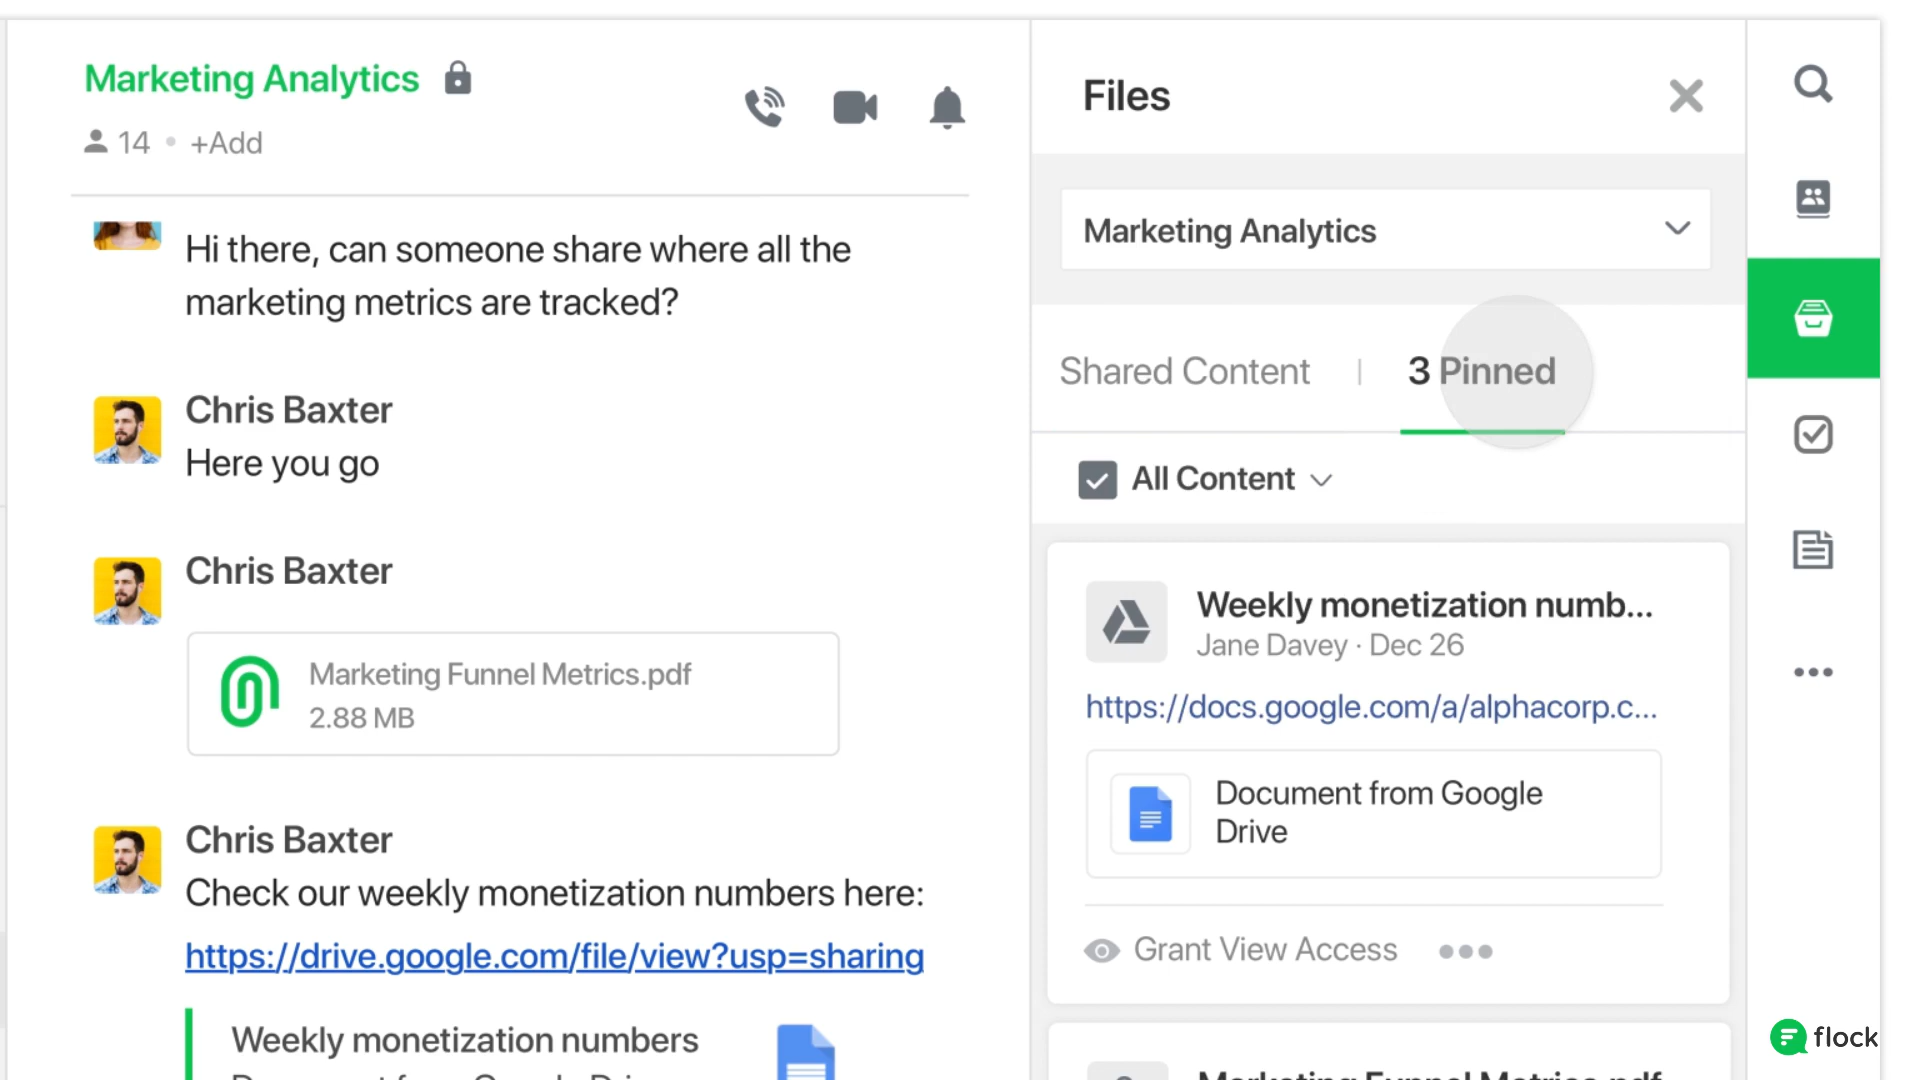 Marketing Analytics
14 • +Add
Hi there, can someone share where all the
marketing metrics are tracked?
Chris Baxter
Here you go
Chris Baxter
Marketing Funnel Metrics.pdf
2.88 MB
Chris Baxter
Check our weekly monetization numbers here:
https://drive.google.com/file/view?usp=sharing
Weekly monetization numbers
Files
Marketing Analytics
Shared Content | 3 Pinned
All Content
Weekly monetization numb...
Jane Davey · Dec 26
https://docs.google.com/a/alphacorp.c...
Document from Google
Drive
Grant View Access
Marketing Funnel Metrics.pdf
flock